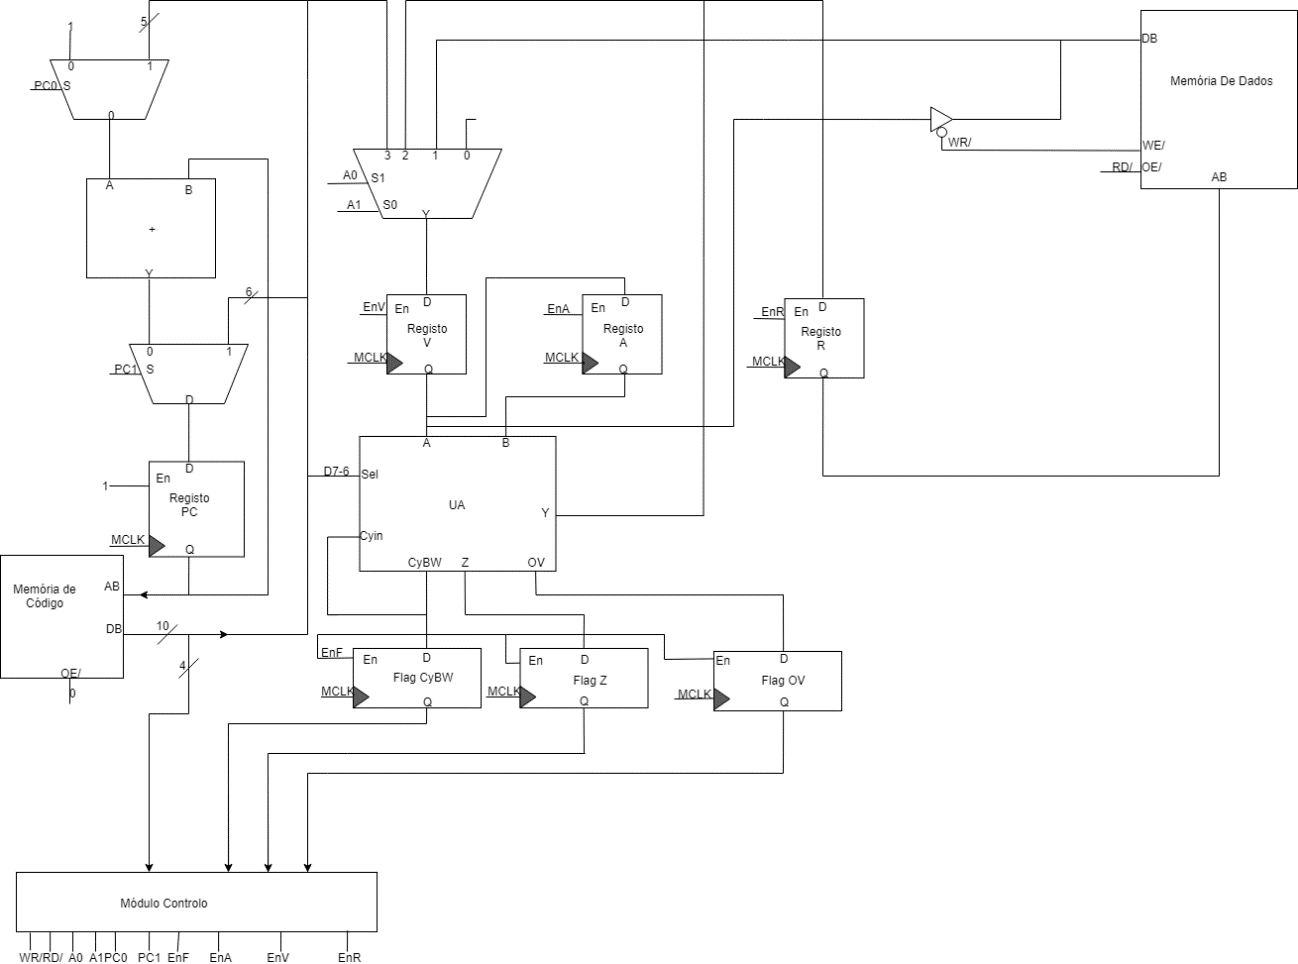 1
5
0
1
PC0
S
0
A
B
+
Y
6
0
1
PC1
S
D
D
En
1
Registo
PC
MCLK
Q
Memória de
Código
AB
DB
10
OE/
0
4
3
2
1
0
A0
S1
A1
S0
Y
EnV
En
D
Registo
V
MCLK
Q
EnA
En
D
Registo
A
MCLK
Q
EnR
En
D
Registo
R
MCLK
Q
DB
Memória De Dados
WR/
WE/
RD/
OE/
AB
A
B
D7-6
Sel
UA
Y
Cyin
CyBW
Z
OV
EnF
En
D
Flag CyBW
MCLK
Q
En
D
Flag Z
MCLK
Q
En
D
Flag OV
MCLK
Q
Módulo Controlo
WR/
RD/
A0
A1
PC0
PC1
EnF
EnA
EnV
EnR